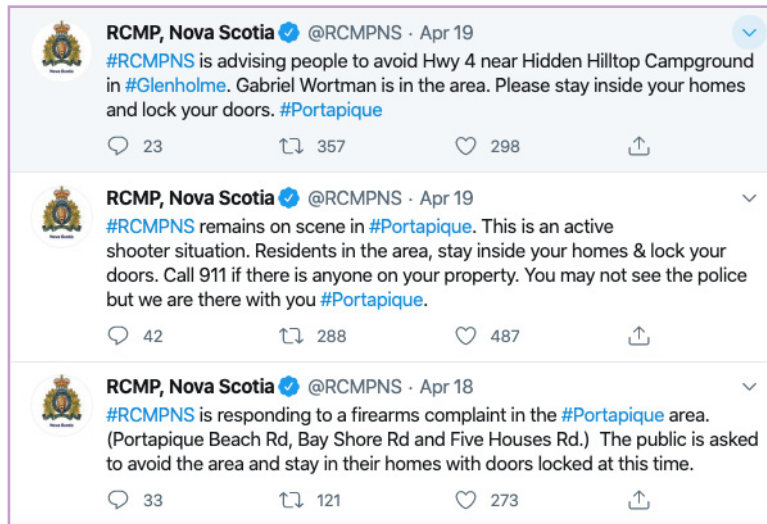 RCMP, Nova Scotia @RCMPNS · Apr 19
#RCMPNS is advising people to avoid Hwy 4 near Hidden Hilltop Campground
in #Glenholme. Gabriel Wortman is in the area. Please stay inside your homes
and lock your doors. #Portapique
23 357 298
RCMP, Nova Scotia @RCMPNS · Apr 19
#RCMPNS remains on scene in #Portapique. This is an active
shooter situation. Residents in the area, stay inside your homes & lock your
doors. Call 911 if there is anyone on your property. You may not see the police
but we are there with you #Portapique.
42 288 487
RCMP, Nova Scotia @RCMPNS · Apr 18
#RCMPNS is responding to a firearms complaint in the #Portapique area.
(Portapique Beach Rd, Bay Shore Rd and Five Houses Rd.) The public is asked
to avoid the area and stay in their homes with doors locked at this time.
33 121 273